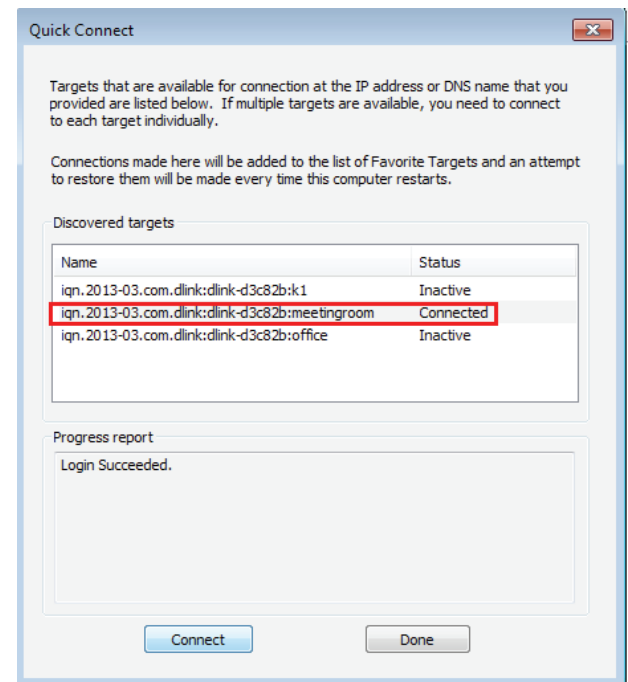 Quick Connect
Targets that are available for connection at the IP address or DNS name that you
provided are listed below.  If multiple targets are available, you need to connect
to each target individually.
Connections made here will be added to the list of Favorite Targets and an attempt
to restore them will be made every time this computer restarts.
Discovered targets
Name Status
iqn.2013-03.com.dlink:dlink-d3c82b:k1 Inactive
iqn.2013-03.com.dlink:dlink-d3c82b:meetingroom Connected
iqn.2013-03.com.dlink:dlink-d3c82b:office Inactive
Progress report
Login Succeeded.
Connect Done